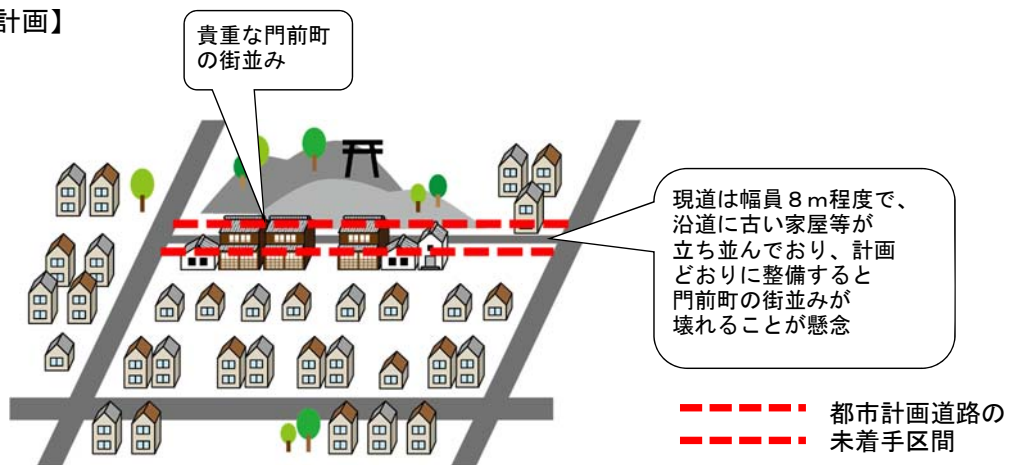 計画】
貴重な門前町
の街並み
現道は幅員８ｍ程度で、
沿道に古い家屋等が
立ち並んでおり、計画
どおりに整備すると
門前町の街並みが
壊れることが懸念
都市計画道路の
未着手区間